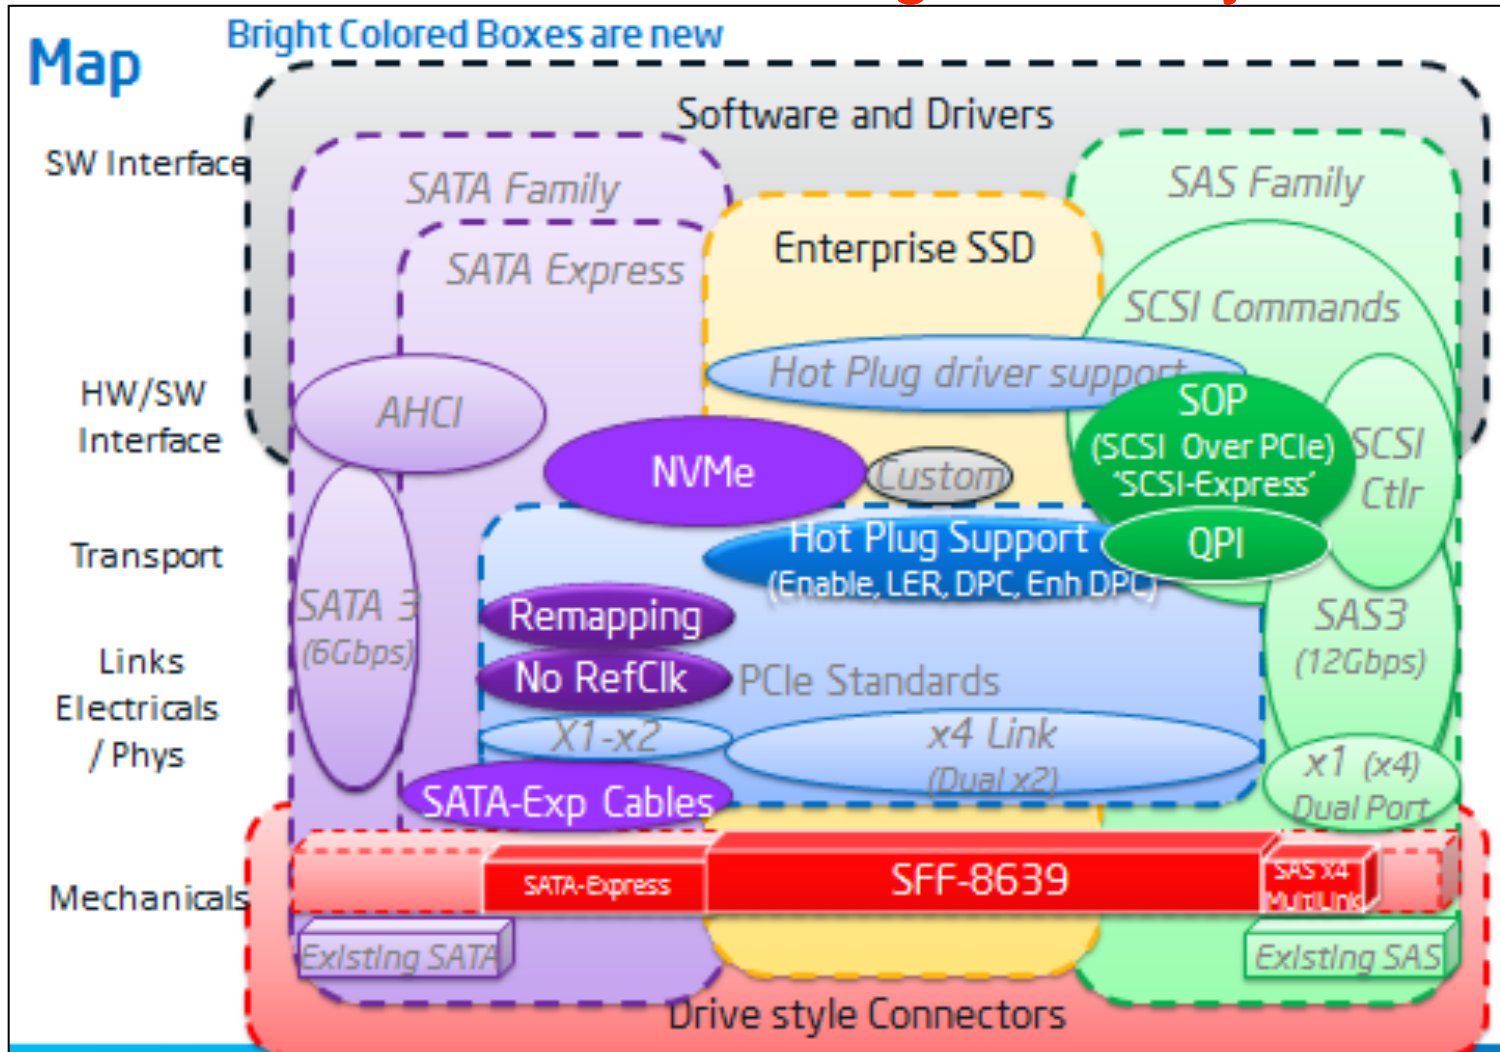 Bright Colored Boxes are new
Map
Software and Drivers
SW Interface
SATA Family
SAS Family
SATA Express
Enterprise SSD
SCSI Commands
Hot Plug driver support
HW/SW
Interface
AHCI
SOP
(SCSI Over PCIe)
‘SCSI-Express’
SCSI
Ctlr
NVMe
Custom
Transport
Hot Plug Support
(Enable, LER, DPC, Enh DPC)
QPI
SATA 3
(6Gbps)
Remapping
SAS3
(12Gbps)
Links
Electricals
/ Phys
No RefClk
PCIe Standards
X1-x2
x4 Link
(Dual x2)
x1 (x4)
Dual Port
SATA-Exp Cables
Mechanicals
SATA-Express
SFF-8639
SAS X4
MultiLink
Existing SATA
Existing SAS
Drive style Connectors